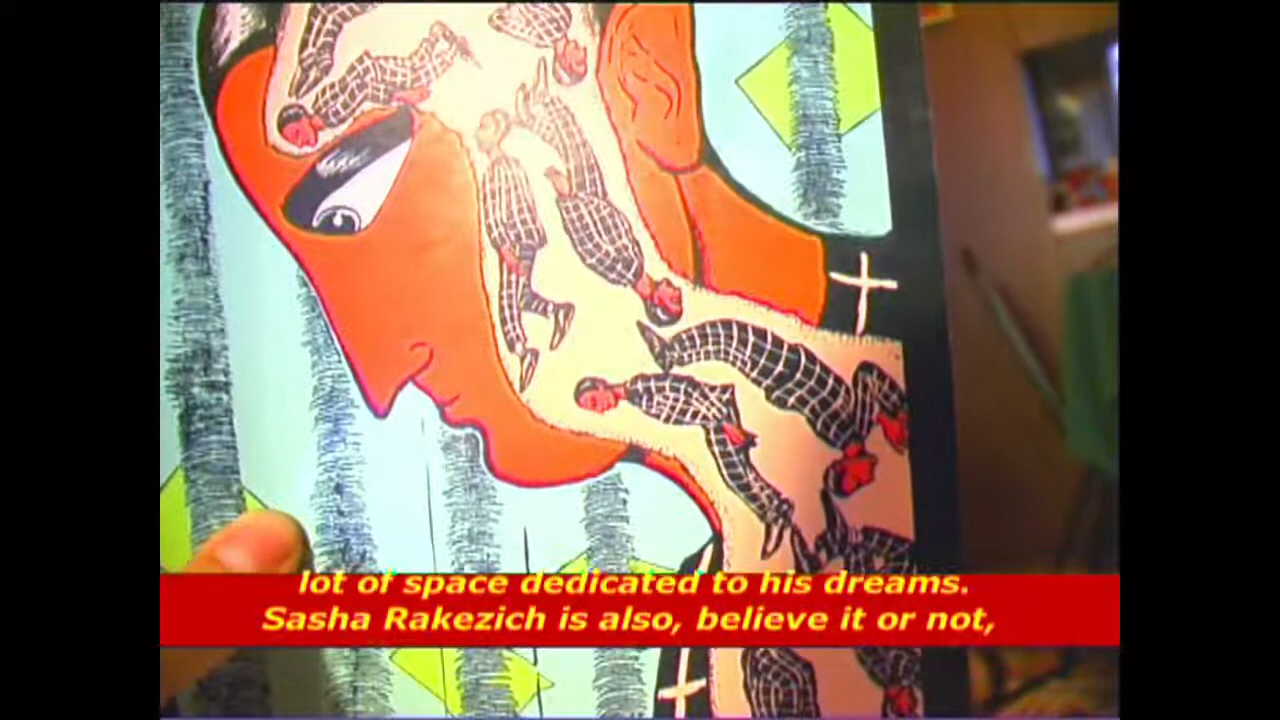 lot of space dedicated to his dreams.
Sasha Rakezich is also, believe it or not,